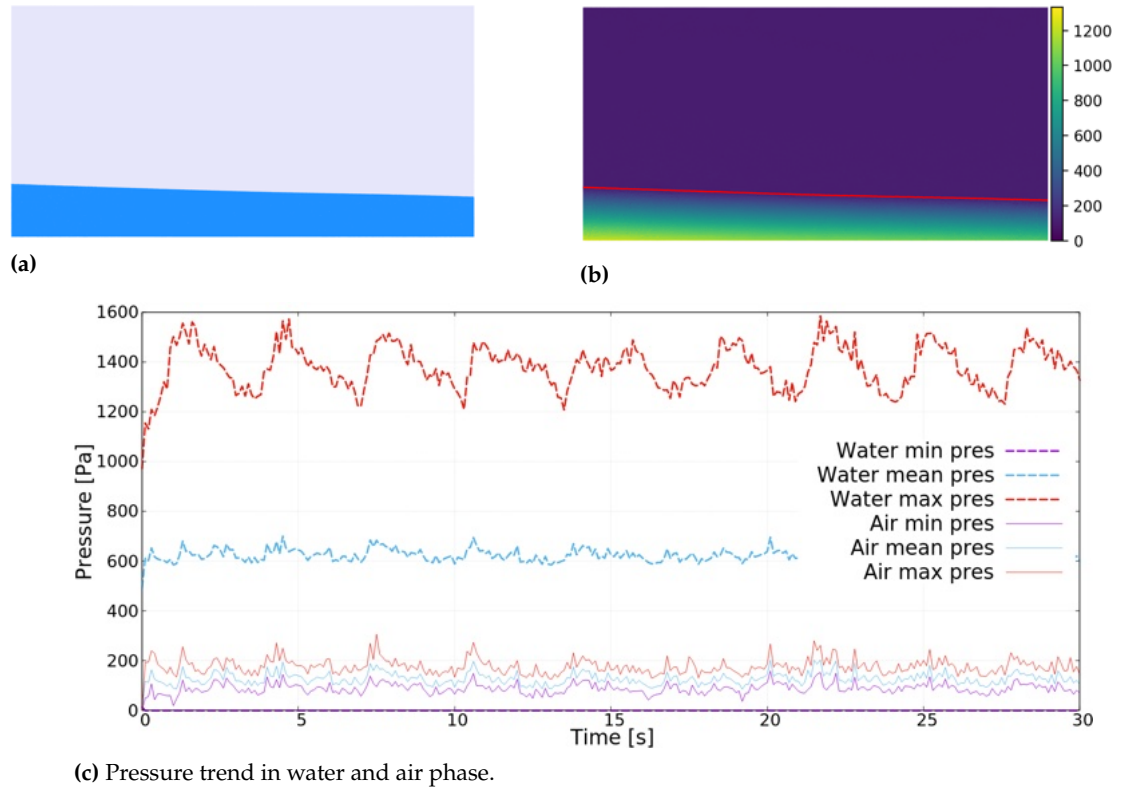 1200
1000
800
600
400
200
0
(a)
(b)
1600
1400
1200
1000
800
600
400
200
0
Pressure [Pa]
Water min pres
Water mean pres
Water max pres
Air min pres
Air mean pres
Air max pres
0 5 10 15 20 25 30
Time [s]
(c) Pressure trend in water and air phase.